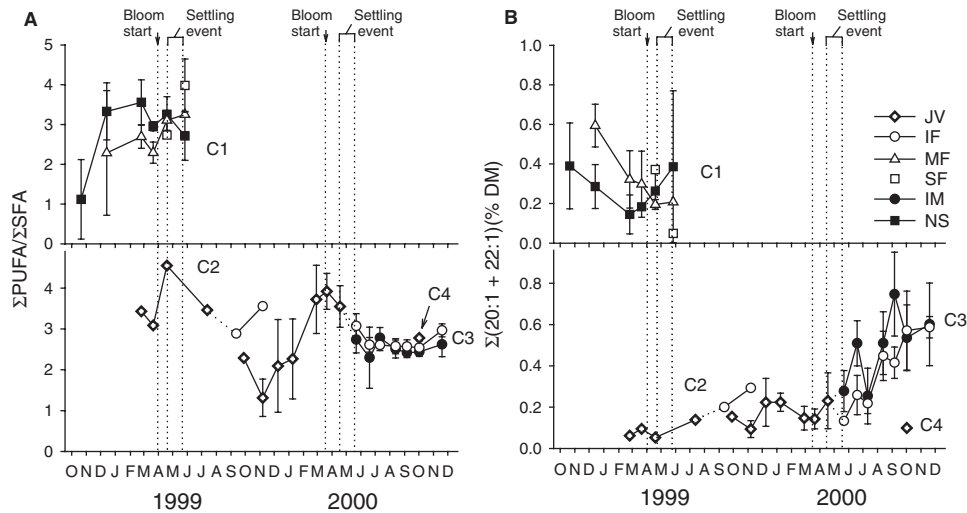 A
Bloom start
Settling event
Bloom start
Settling event
ΣPUFA/ΣSFA
5
4
3
2
1
0
C1
4
3
2
1
0
C2
C4
C3
O N D J F M A M J J A S O N D J F M A M J J A S O N D
1999
2000
B
Bloom start
Settling event
Bloom start
Settling event
Σ(20:1 + 22:1)(% DM)
1.0
0.8
0.6
0.4
0.2
0.0
C1
0.8
0.6
0.4
0.2
0.0
C2
C3
C4
O N D J F M A M J J A S O N D J F M A M J J A S O N D
1999
2000
JV
IF
MF
SF
IM
NS